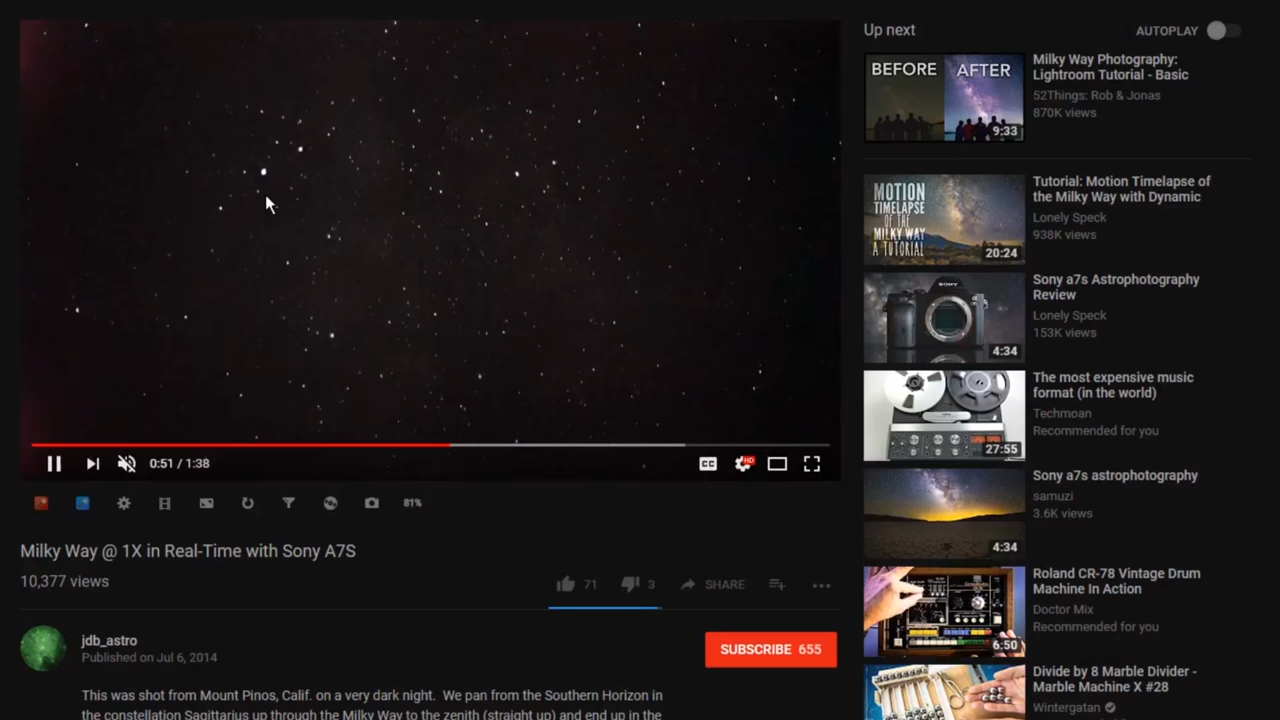 0:51 / 1:38
CC
HD
81%
Milky Way @ 1X in Real-Time with Sony A7S
10,377 views
71
3
SHARE
jdb_astro
Published on Jul 6, 2014
SUBSCRIBE 655
This was shot from Mount Pinos, Calif. on a very dark night. We pan from the Southern Horizon in
the constellation Sagittarius up through the Milky Way to the zenith (straight up) and end up in the
Up next
AUTOPLAY
BEFORE AFTER
9:33
Milky Way Photography:
Lightroom Tutorial - Basic
52Things: Rob & Jonas
870K views
MOTION
TIMELAPSE
OF THE
MILKY WAY
A TUTORIAL
20:24
Tutorial: Motion Timelapse of
the Milky Way with Dynamic
Lonely Speck
938K views
SONY
4:34
Sony a7s Astrophotography
Review
Lonely Speck
153K views
27:55
The most expensive music
format (in the world)
Techmoan
Recommended for you
4:34
Sony a7s astrophotography
samuzi
3.6K views
6:50
Roland CR-78 Vintage Drum
Machine In Action
Doctor Mix
Recommended for you
Divide by 8 Marble Divider -
Marble Machine X #28
Wintergatan